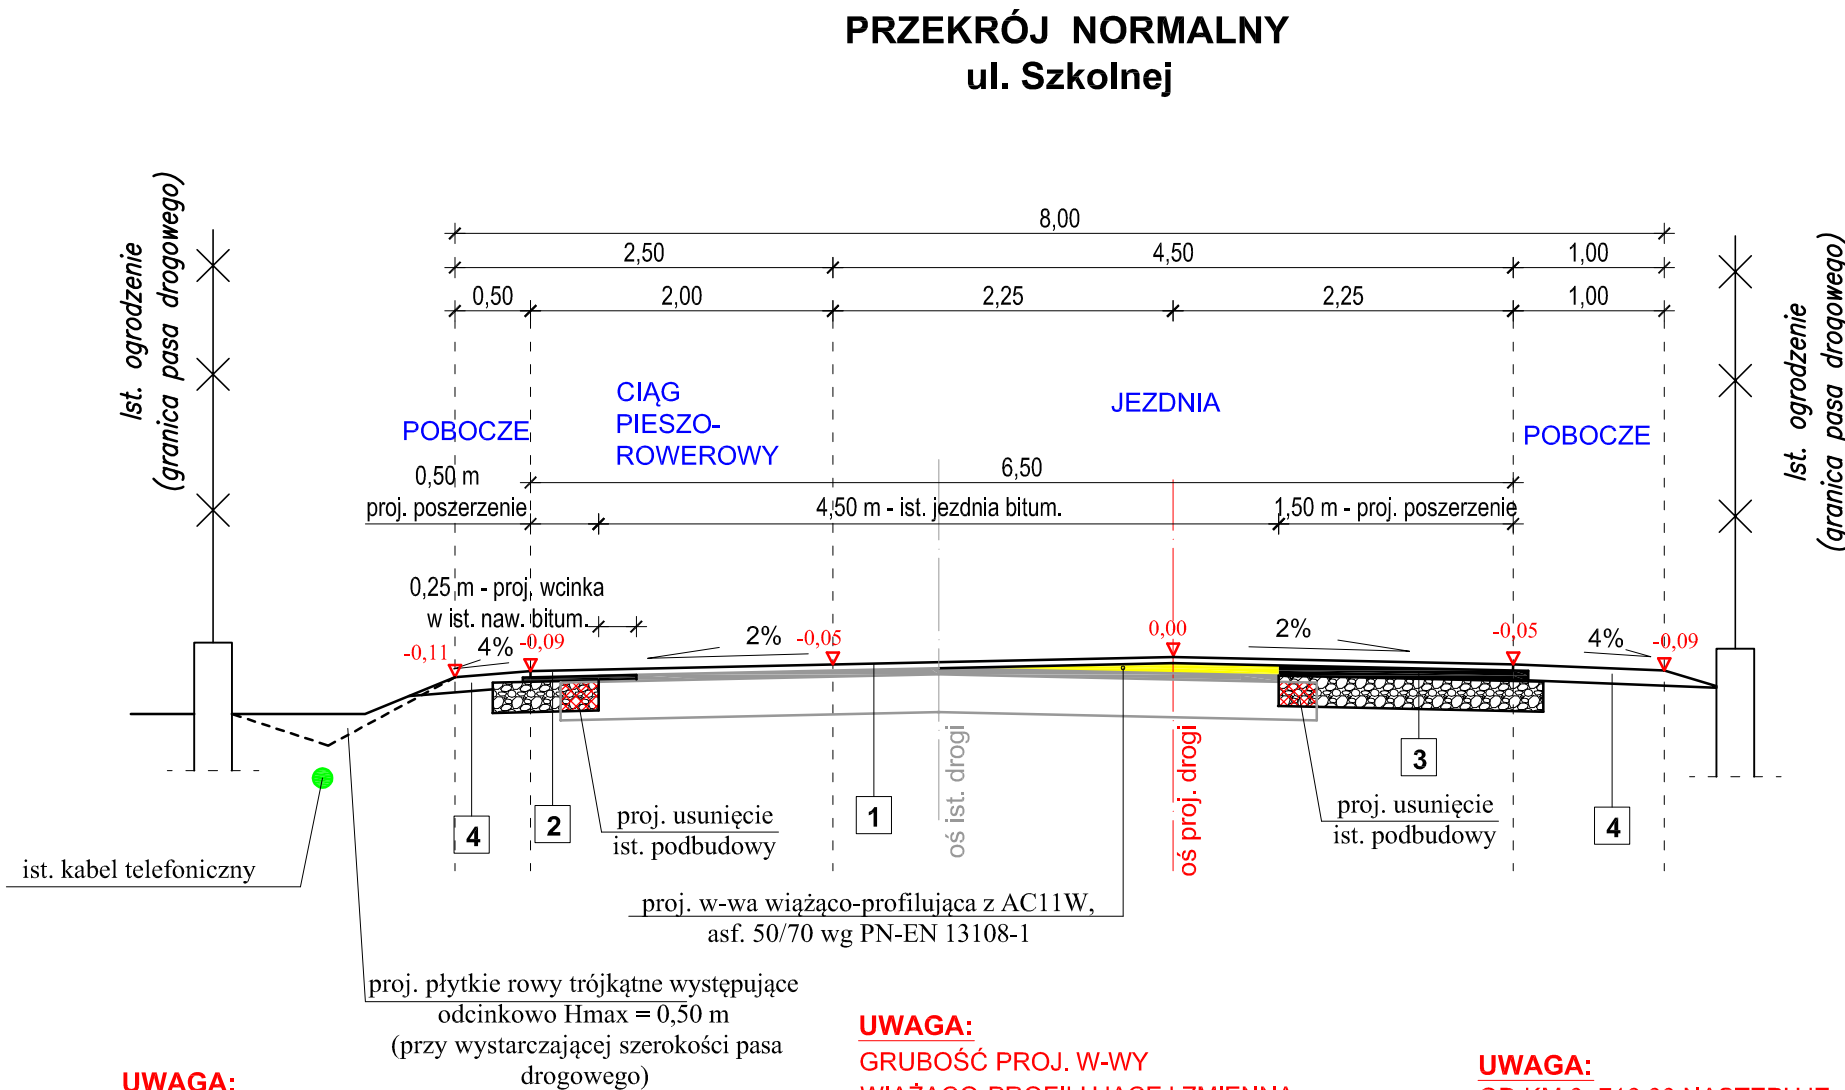 PRZEKRÓJ NORMALNY
ul. Szkolnej
Ist. ogrodzenie
(granica pasa drogowego)
8,00
2,50 4,50 1,00
0,50 2,00 2,25 2,25 1,00
Ist. ogrodzenie
(granica pasa drogowego)
POBOCZE
CIĄG
PIESZO-
ROWEROWY
JEZDNIA
POBOCZE
6,50
0,50 m
proj. poszerzenie
4,50 m - ist. jezdnia bitum.
1,50 m - proj. poszerzenie
0,25 m - proj. wcinka
w ist. naw. bitum.
-0,11 4% -0,09 2% -0,05 0,00 2% -0,05 4% -0,09
4 2 1 3 4
proj. usunięcie
ist. podbudowy
oś ist. drogi
oś proj. drogi
proj. usunięcie
ist. podbudowy
ist. kabel telefoniczny
proj. w-wa wiążąco-profilująca z AC11W,
asf. 50/70 wg PN-EN 13108-1
proj. płytkie rowy trójkątne występujące
odcinkowo Hmax = 0,50 m
(przy wystarczającej szerokości pasa
drogowego)
UWAGA:
UWAGA:
GRUBOŚĆ PROJ. W-WY
WIĄŻĄCO-PROFILUJĄCEJ ZMIENNA
UWAGA: